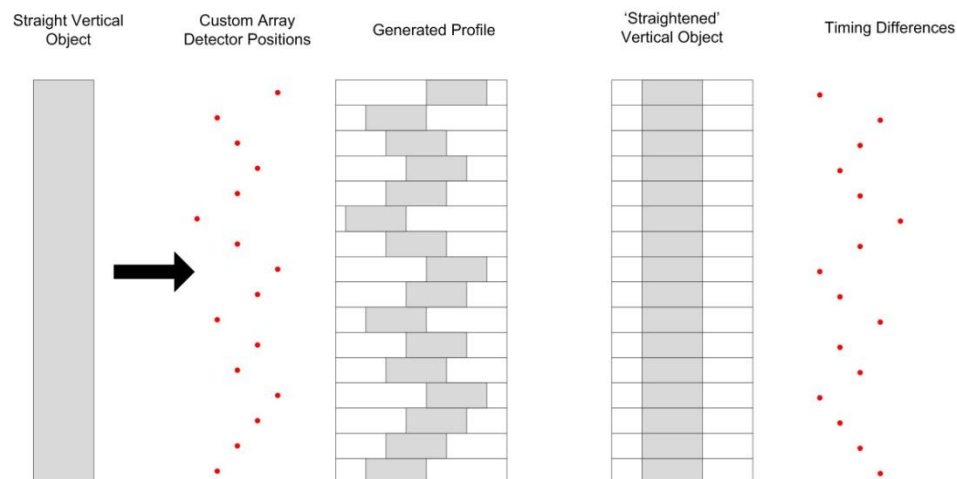 Straight Vertical
Object
Custom Array
Detector Positions
Generated Profile
‘Straightened’
Vertical Object
Timing Differences